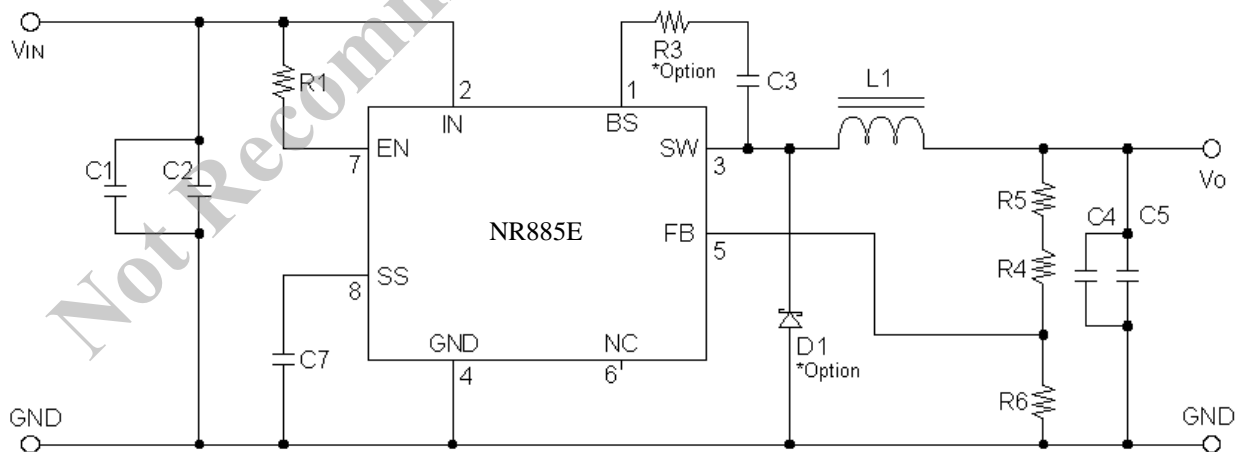 Not Recomm
VIN
R1
R3
*Option
C3
L1
2
1
IN
BS
EN
7
SW
3
C1
C2
NR885E
FB
5
SS
8
C7
GND
4
NC
6
D1
*Option
R5
R4
R6
C4
C5
VO
GND
GND